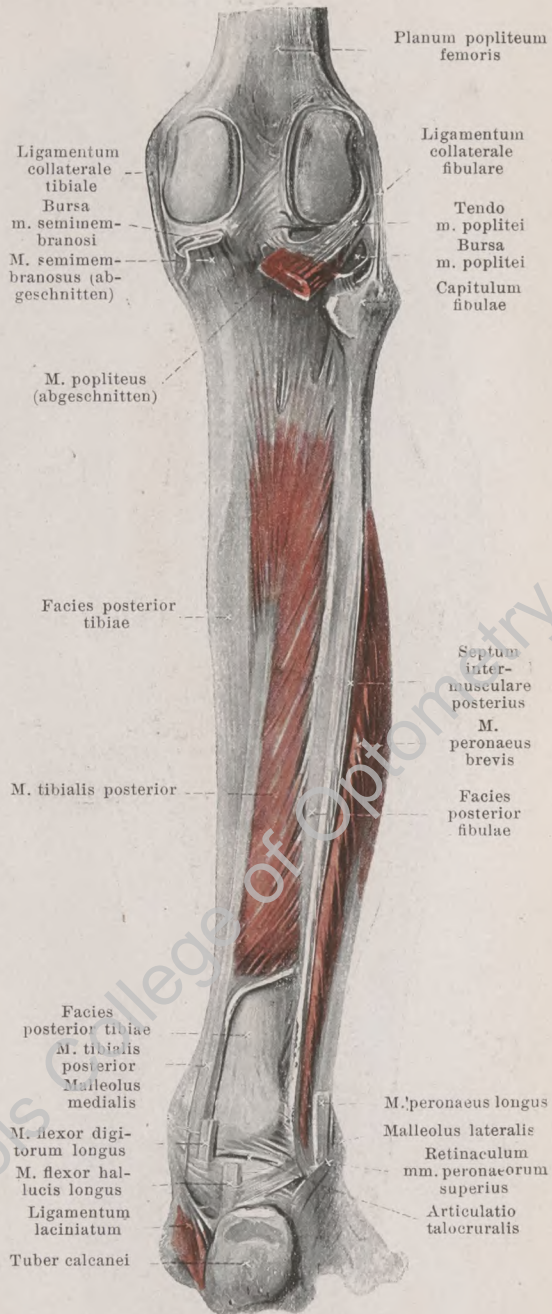 Planum popliteum
femoris
Ligamentum
collaterale
tibiale
Bursa
m. semimem-
branosi
M. semimem-
branosus (ab-
geschnitten)
M. popliteus
(abgeschnitten)
Facies posterior
tibiae
M. tibialis posterior
Facies
posterior tibiae
M. tibialis
posterior
Malleolus
medialis
M. flexor digi-
torum longus
M. flexor hal-
lucis longus
Ligamentum
laciniatum
Tuber calcanei
Ligamentum
collaterale
fibulare
Tendo
m. poplitei
Bursa
m. poplitei
Capitulum
fibulae
Septum
inter-
musculare
posterius
M.
peronaeus
brevis
Facies
posterior
fibulae
M. peronaeus longus
Malleolus lateralis
Retinaculum
mm. peronaeorum
superius
Articulatio
talocruralis
College of Optometry